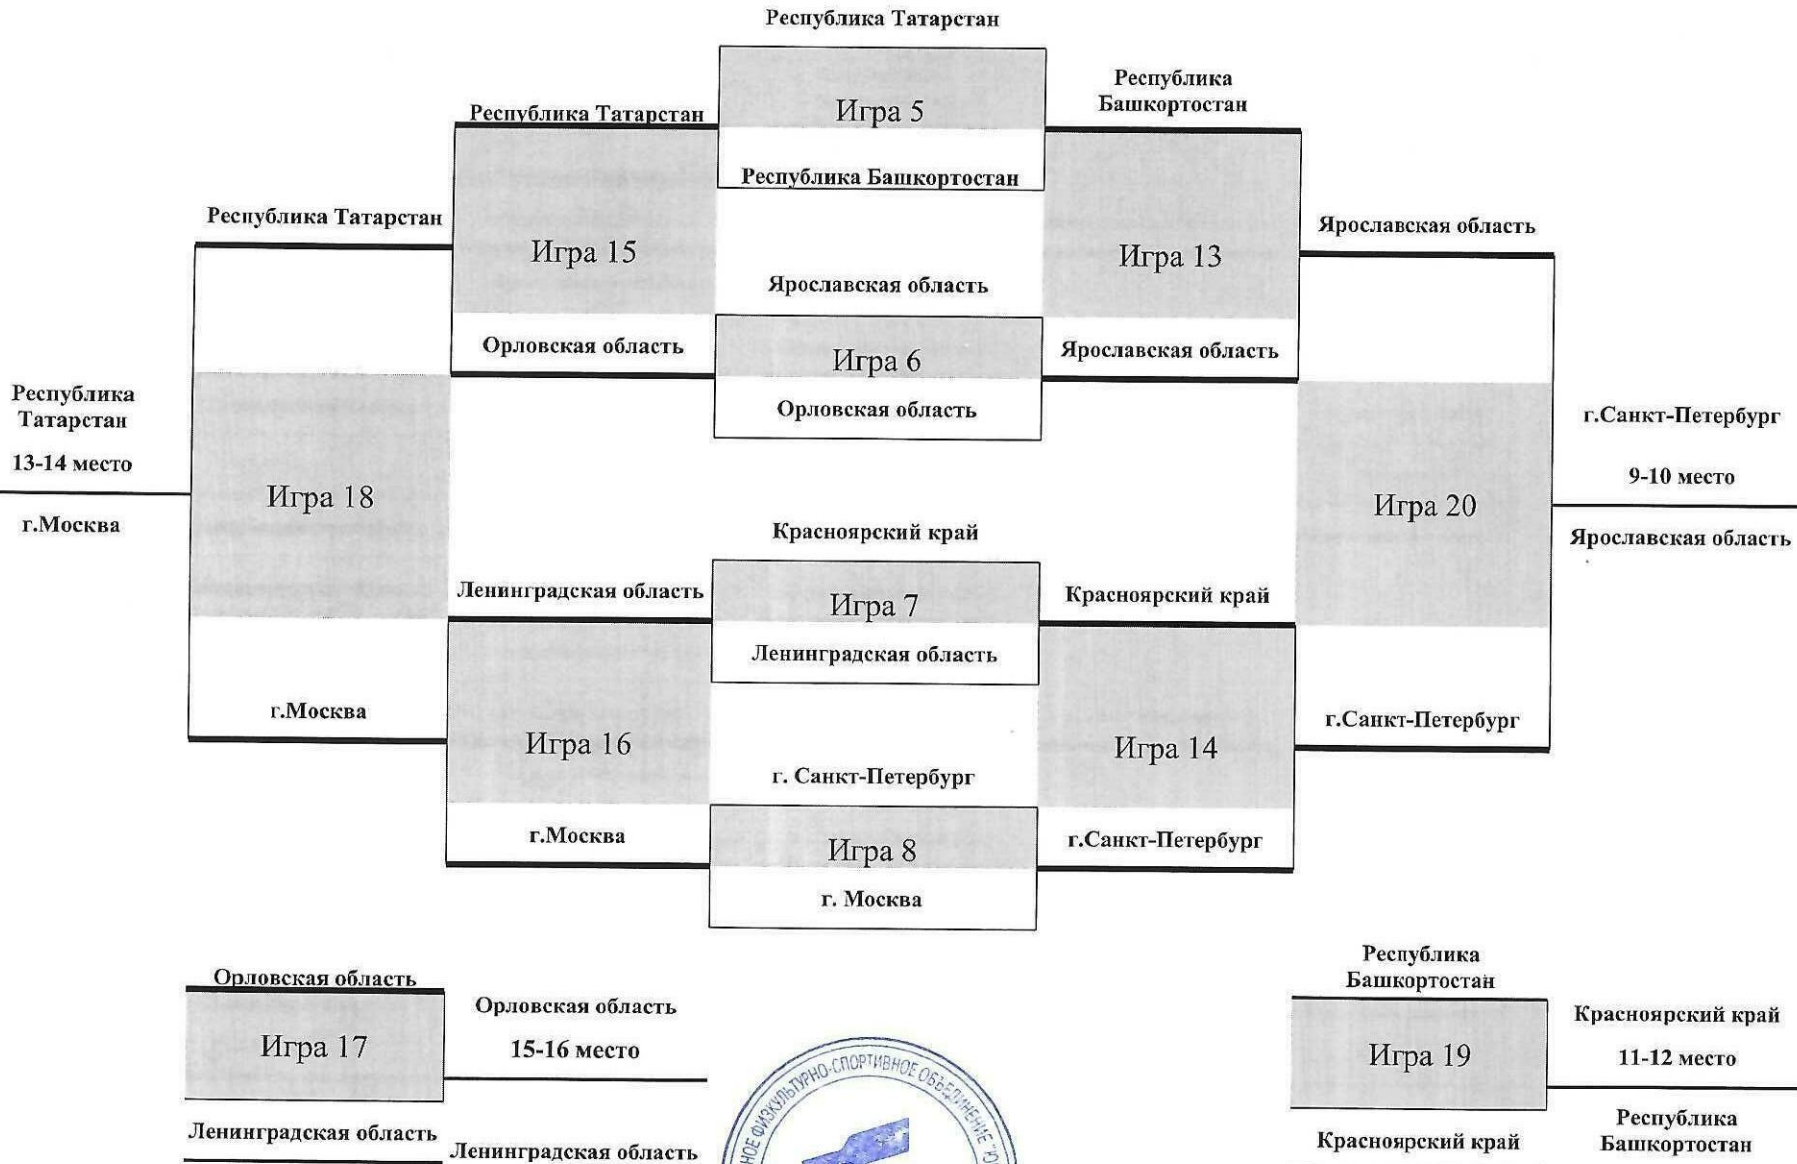 Республика Татарстан
Игра 5
Республика Башкортостан
Республика
Башкортостан
Республика Татарстан
Игра 15
Орловская область
Республика Татарстан
Ярославская область
Игра 6
Орловская область
Игра 13
Ярославская область
Ярославская область
Республика
Татарстан
13-14 место
г.Москва
Игра 18
г.Москва
Красноярский край
Игра 7
Ленинградская область
Ленинградская область
Игра 16
г.Москва
г. Санкт-Петербург
Игра 8
г. Москва
Красноярский край
Игра 14
г.Санкт-Петербург
Игра 20
г.Санкт-Петербург
г.Санкт-Петербург
9-10 место
Ярославская область
Орловская область
Игра 17
Ленинградская область
Орловская область
15-16 место
Ленинградская область
ФИЗКУЛЬТУРНО-СПОРТИВНОЕ ОБЪЕДИНЕНИЕ
Республика
Башкортостан
Игра 19
Красноярский край
Красноярский край
11-12 место
Республика
Башкортостан